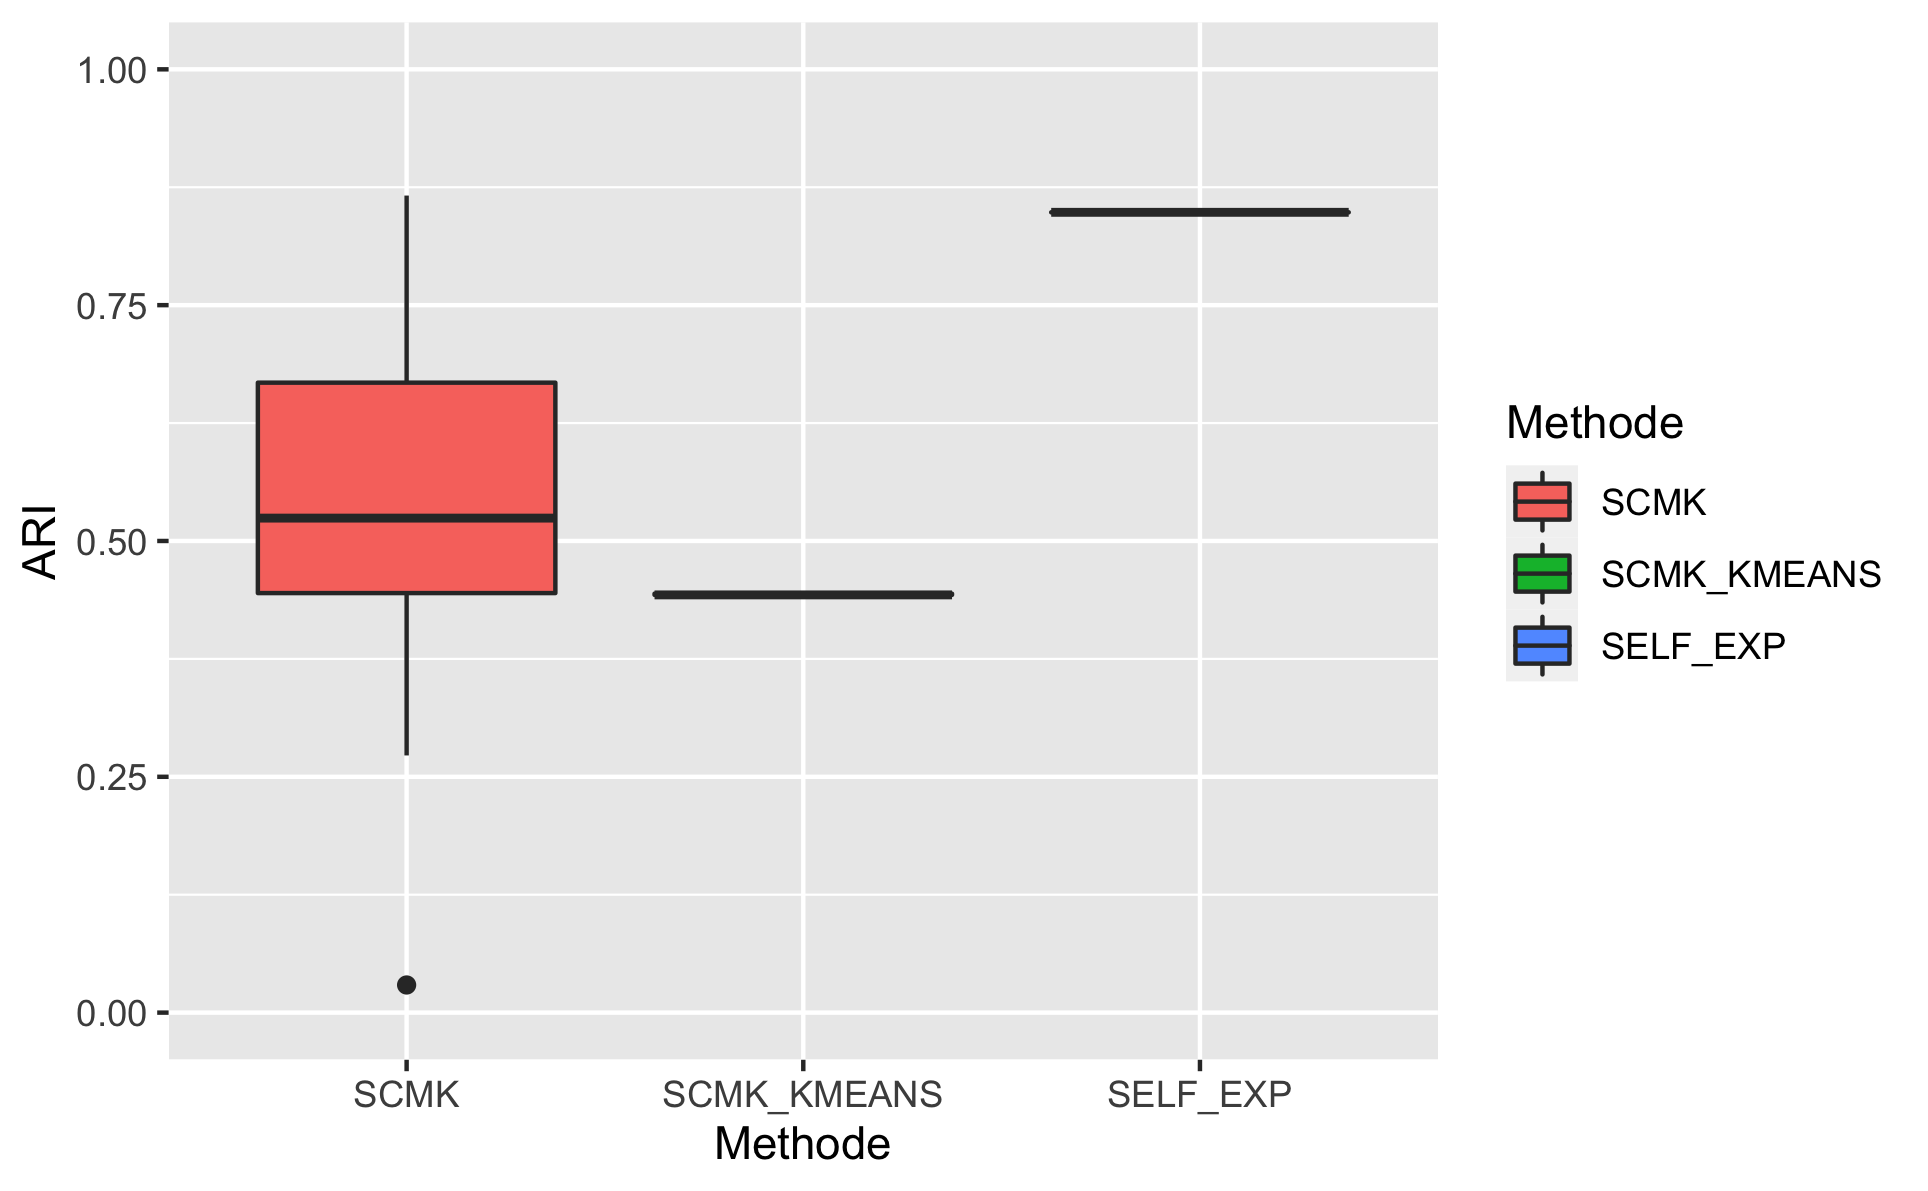 ARI
1.00
0.75
0.50
0.25
0.00
SCMK
SCMK_KMEANS
SELF_EXP
Methode
Methode
SCMK
SCMK_KMEANS
SELF_EXP